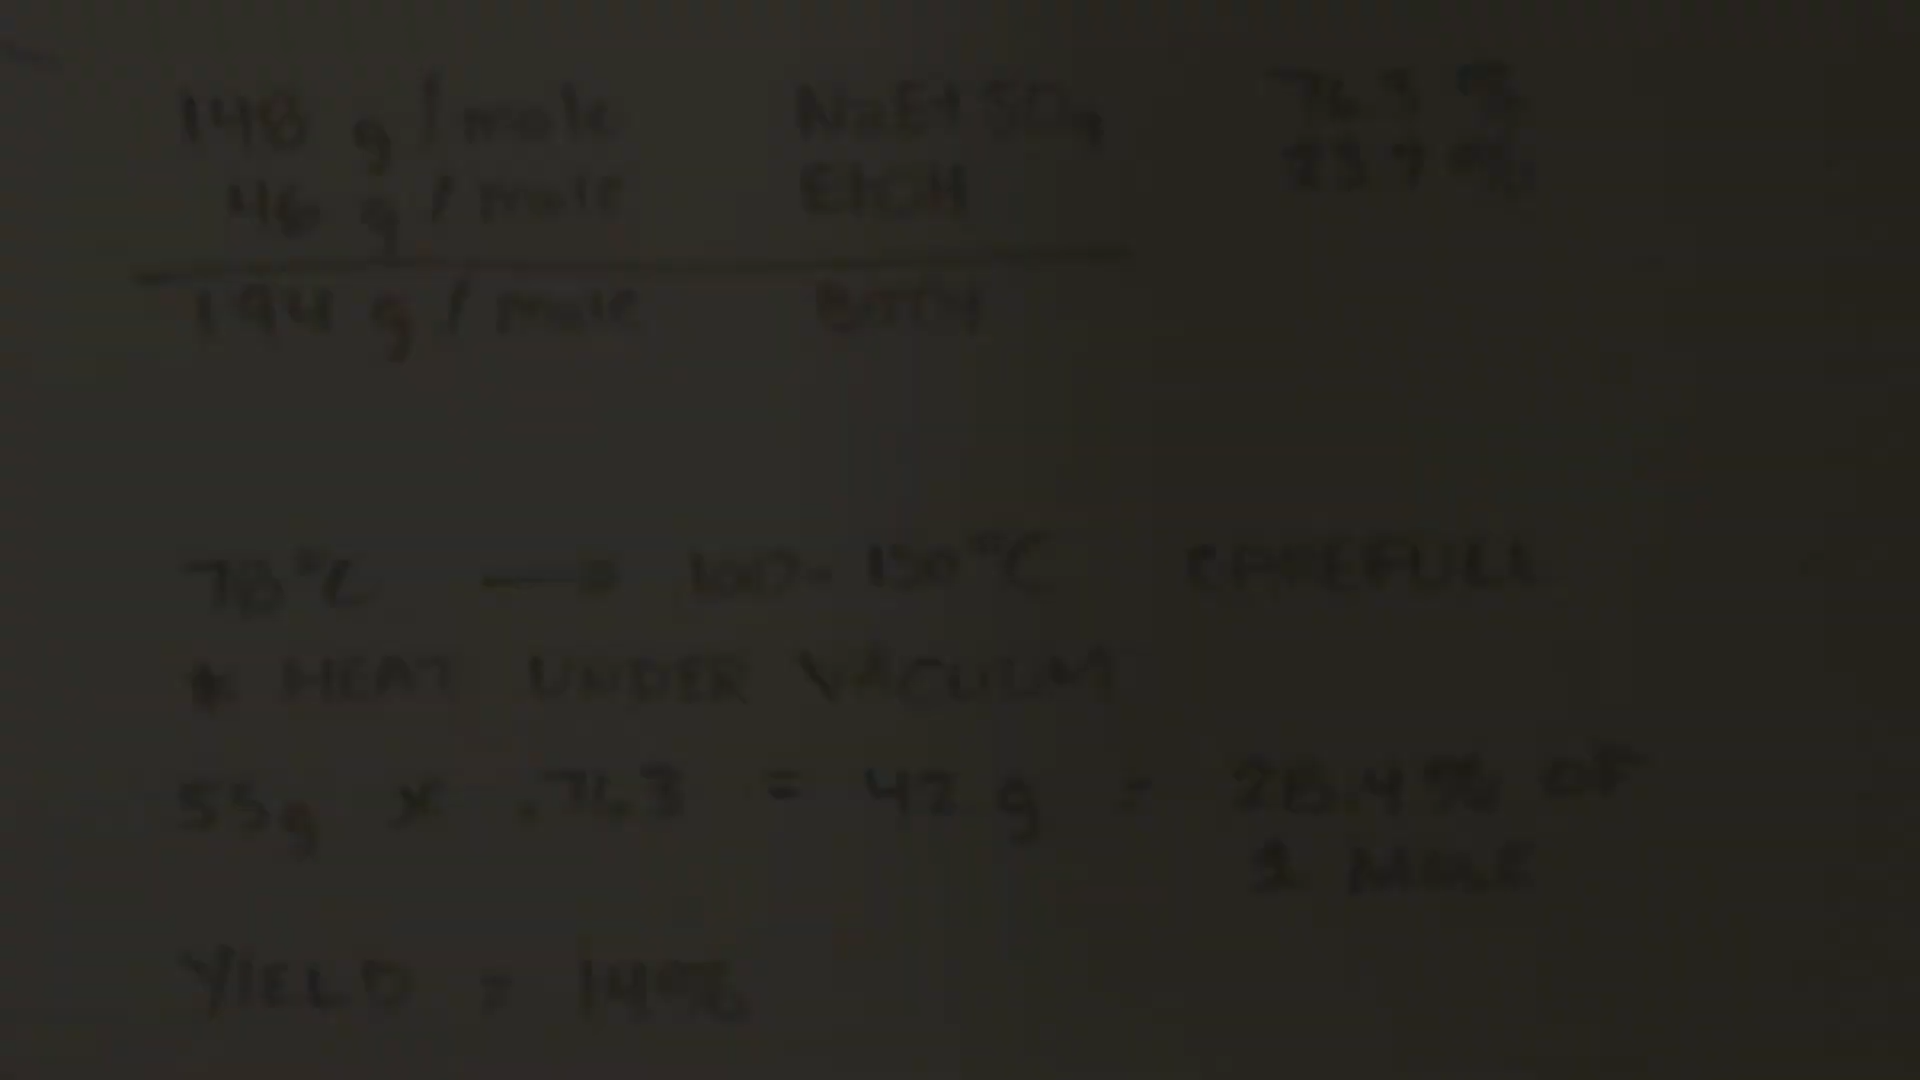 148 g / mole NaEtSO4 76.3 %
46 g / mole EtOH 23.7 %
194 g / mole BOTH
78°C → 100?- 150°C CAREFUL!
* HEAT UNDER VACUUM
55g x .763 = 42 g = 28.4% OF
1 MOLE
YIELD = 14%